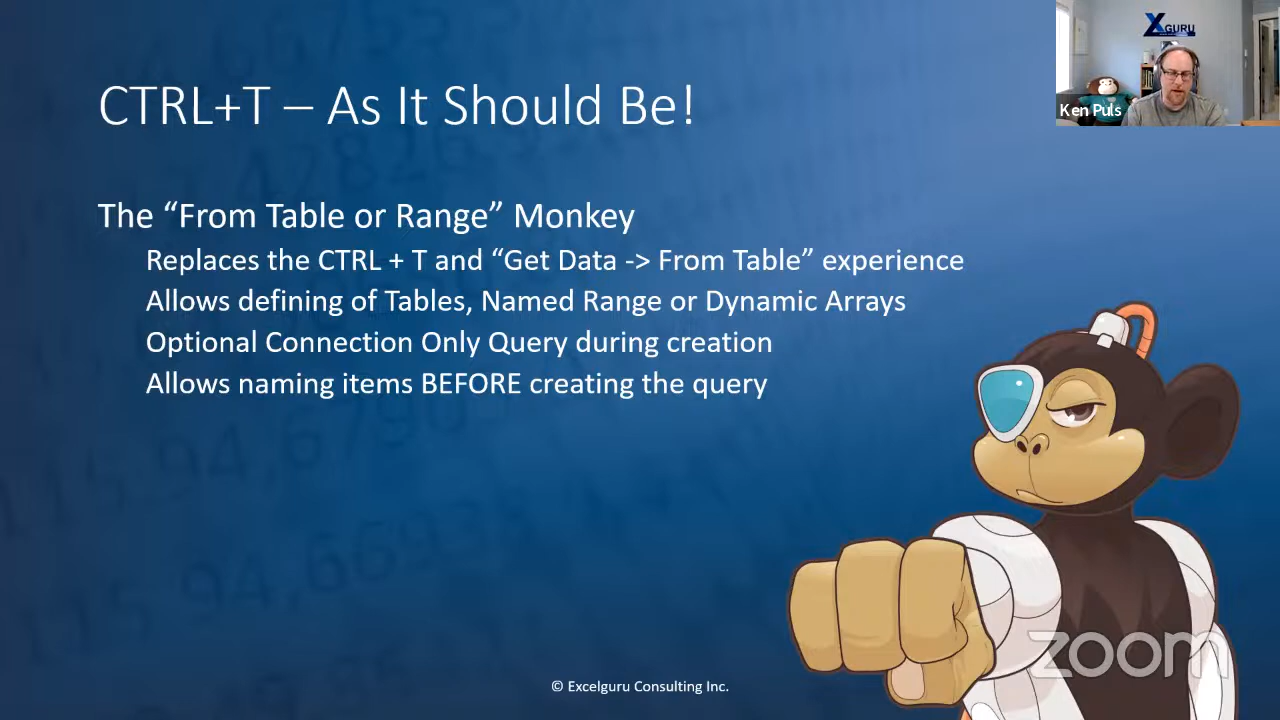 X GURU
Ken Puls
CTRL+T – As It Should Be!
The “From Table or Range” Monkey
Replaces the CTRL + T and “Get Data -> From Table” experience
Allows defining of Tables, Named Range or Dynamic Arrays
Optional Connection Only Query during creation
Allows naming items BEFORE creating the query
zoom
© Excelguru Consulting Inc.